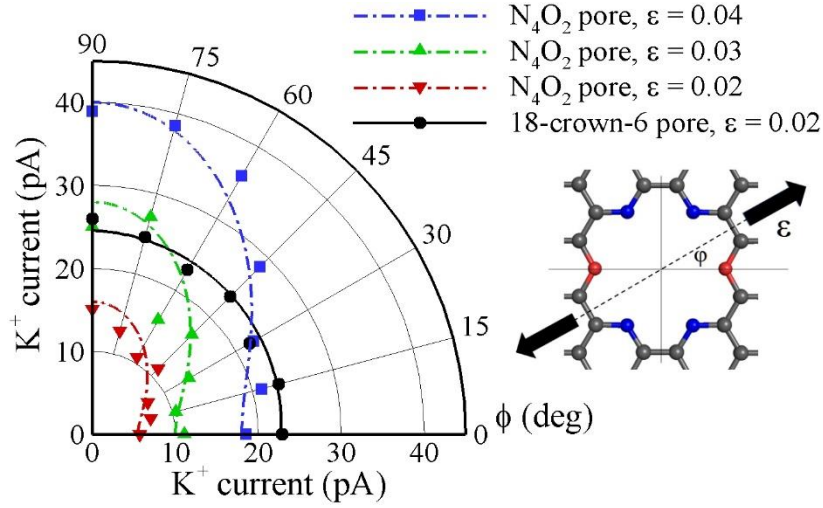 N₄O₂ pore, ε = 0.04
N₄O₂ pore, ε = 0.03
N₄O₂ pore, ε = 0.02
18-crown-6 pore, ε = 0.02
90
75
60
45
30
15
0
ϕ (deg)
40
30
20
10
0
K⁺ current (pA)
0 10 20 30 40
K⁺ current (pA)
ε
φ